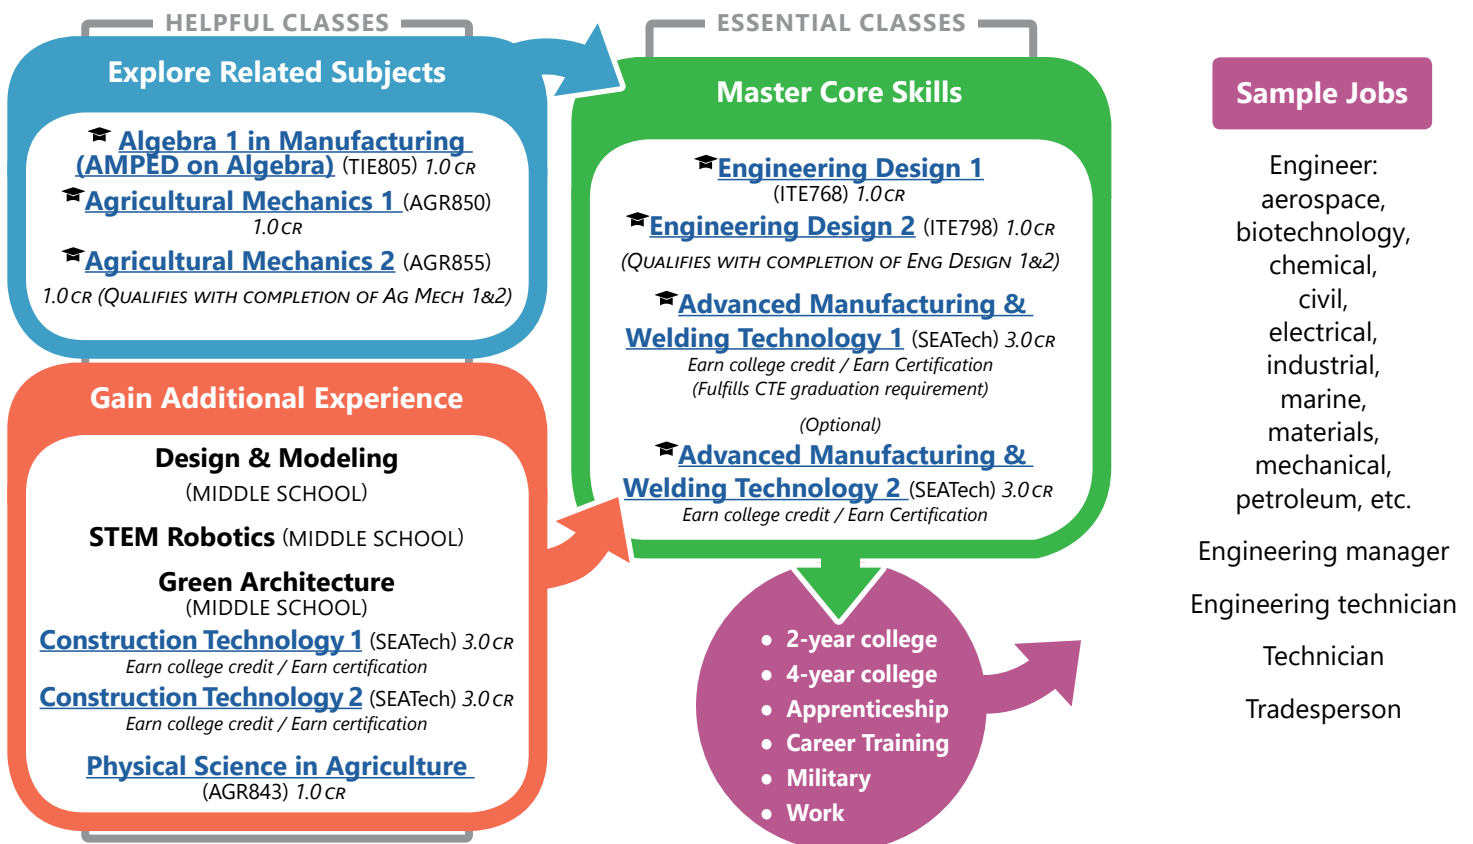 HELPFUL CLASSES
Explore Related Subjects
Algebra 1 in Manufacturing
(AMPED on Algebra) (TIE805) 1.0 CR
Agricultural Mechanics 1 (AGR850)
1.0 CR
Agricultural Mechanics 2 (AGR855)
1.0 CR (QUALIFIES WITH COMPLETION OF AG MECH 1&2)
Gain Additional Experience
Design & Modeling
(MIDDLE SCHOOL)
STEM Robotics (MIDDLE SCHOOL)
Green Architecture
(MIDDLE SCHOOL)
Construction Technology 1 (SEATech) 3.0 CR
Earn college credit / Earn certification
Construction Technology 2 (SEATech) 3.0 CR
Earn college credit / Earn certification
Physical Science in Agriculture
(AGR843) 1.0 CR
ESSENTIAL CLASSES
Master Core Skills
Engineering Design 1
(ITE768) 1.0 CR
Engineering Design 2 (ITE798) 1.0 CR
(QUALIFIES WITH COMPLETION OF ENG DESIGN 1&2)
Advanced Manufacturing &
Welding Technology 1 (SEATech) 3.0 CR
Earn college credit / Earn Certification
(Fulfills CTE graduation requirement)
(Optional)
Advanced Manufacturing &
Welding Technology 2 (SEATech) 3.0 CR
Earn college credit / Earn Certification
• 2-year college
• 4-year college
• Apprenticeship
• Career Training
• Military
• Work
Sample Jobs
Engineer:
aerospace,
biotechnology,
chemical,
civil,
electrical,
industrial,
marine,
materials,
mechanical,
petroleum, etc.
Engineering manager
Engineering technician
Technician
Tradesperson